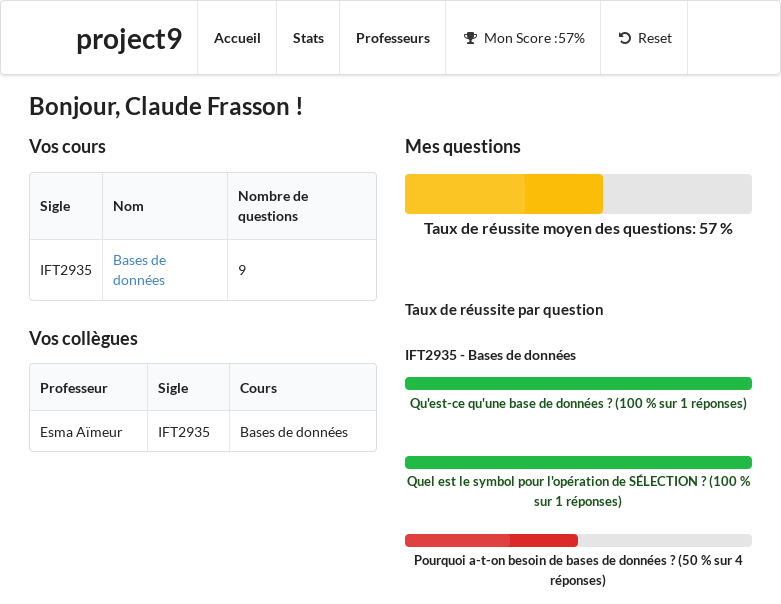 project9 Accueil Stats Professeurs Mon Score :57% Reset
Bonjour, Claude Frasson !
Vos cours
Sigle Nom Nombre de
questions
IFT2935 Bases de
données 9
Vos collègues
Professeur Sigle Cours
Esma Aïmeur IFT2935 Bases de données
Mes questions
Taux de réussite moyen des questions: 57 %
Taux de réussite par question
IFT2935 - Bases de données
Qu'est-ce qu'une base de données ? (100 % sur 1 réponses)
Quel est le symbol pour l'opération de SÉLECTION ? (100 %
sur 1 réponses)
Pourquoi a-t-on besoin de bases de données ? (50 % sur 4
réponses)